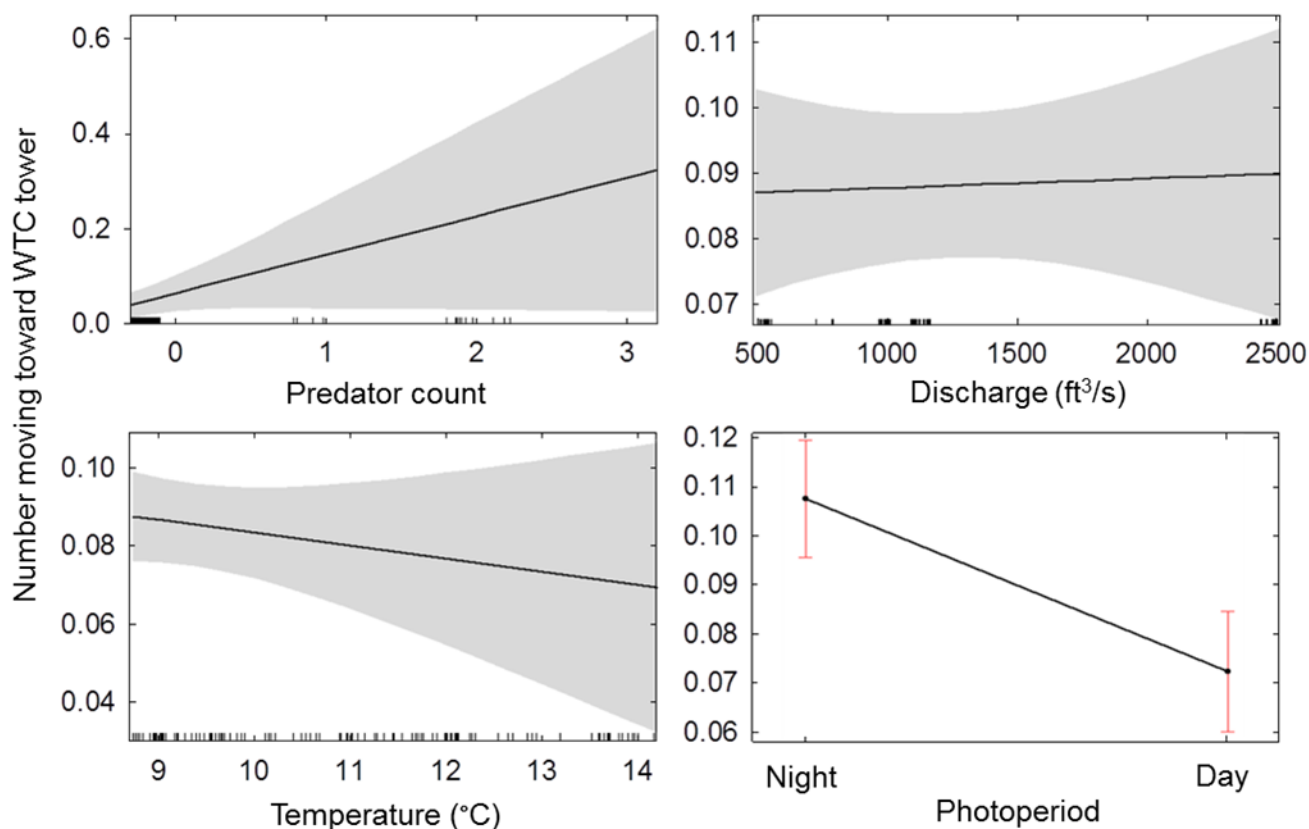 Number moving toward WTC tower
0.6
0.4
0.2
0.0
0 1 2 3
Predator count
0.11
0.10
0.09
0.08
0.07
500 1000 1500 2000 2500
Discharge (ft³/s)
0.10
0.08
0.06
0.04
9 10 11 12 13 14
Temperature (°C)
0.12
0.11
0.10
0.09
0.08
0.07
0.06
Night Day
Photoperiod